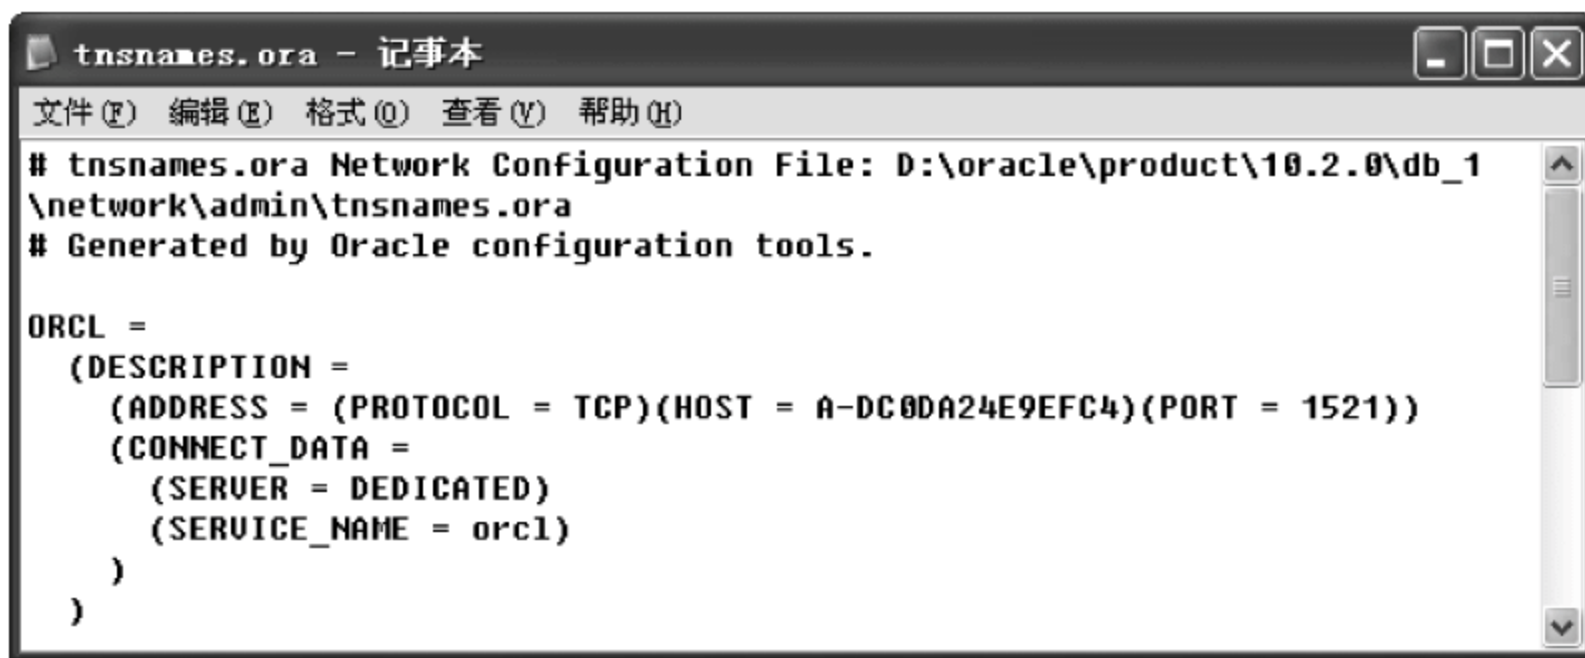 tnsnames.ora - 记事本
文件(F) 编辑(E) 格式(O) 查看(V) 帮助(H)
# tnsnames.ora Network Configuration File: D:\oracle\product\10.2.0\db_1
\network\admin\tnsnames.ora
# Generated by Oracle configuration tools.
ORCL =
  (DESCRIPTION =
    (ADDRESS = (PROTOCOL = TCP)(HOST = A-DC0DA24E9EFC4)(PORT = 1521))
    (CONNECT_DATA =
      (SERVER = DEDICATED)
      (SERVICE_NAME = orcl)
    )
  )